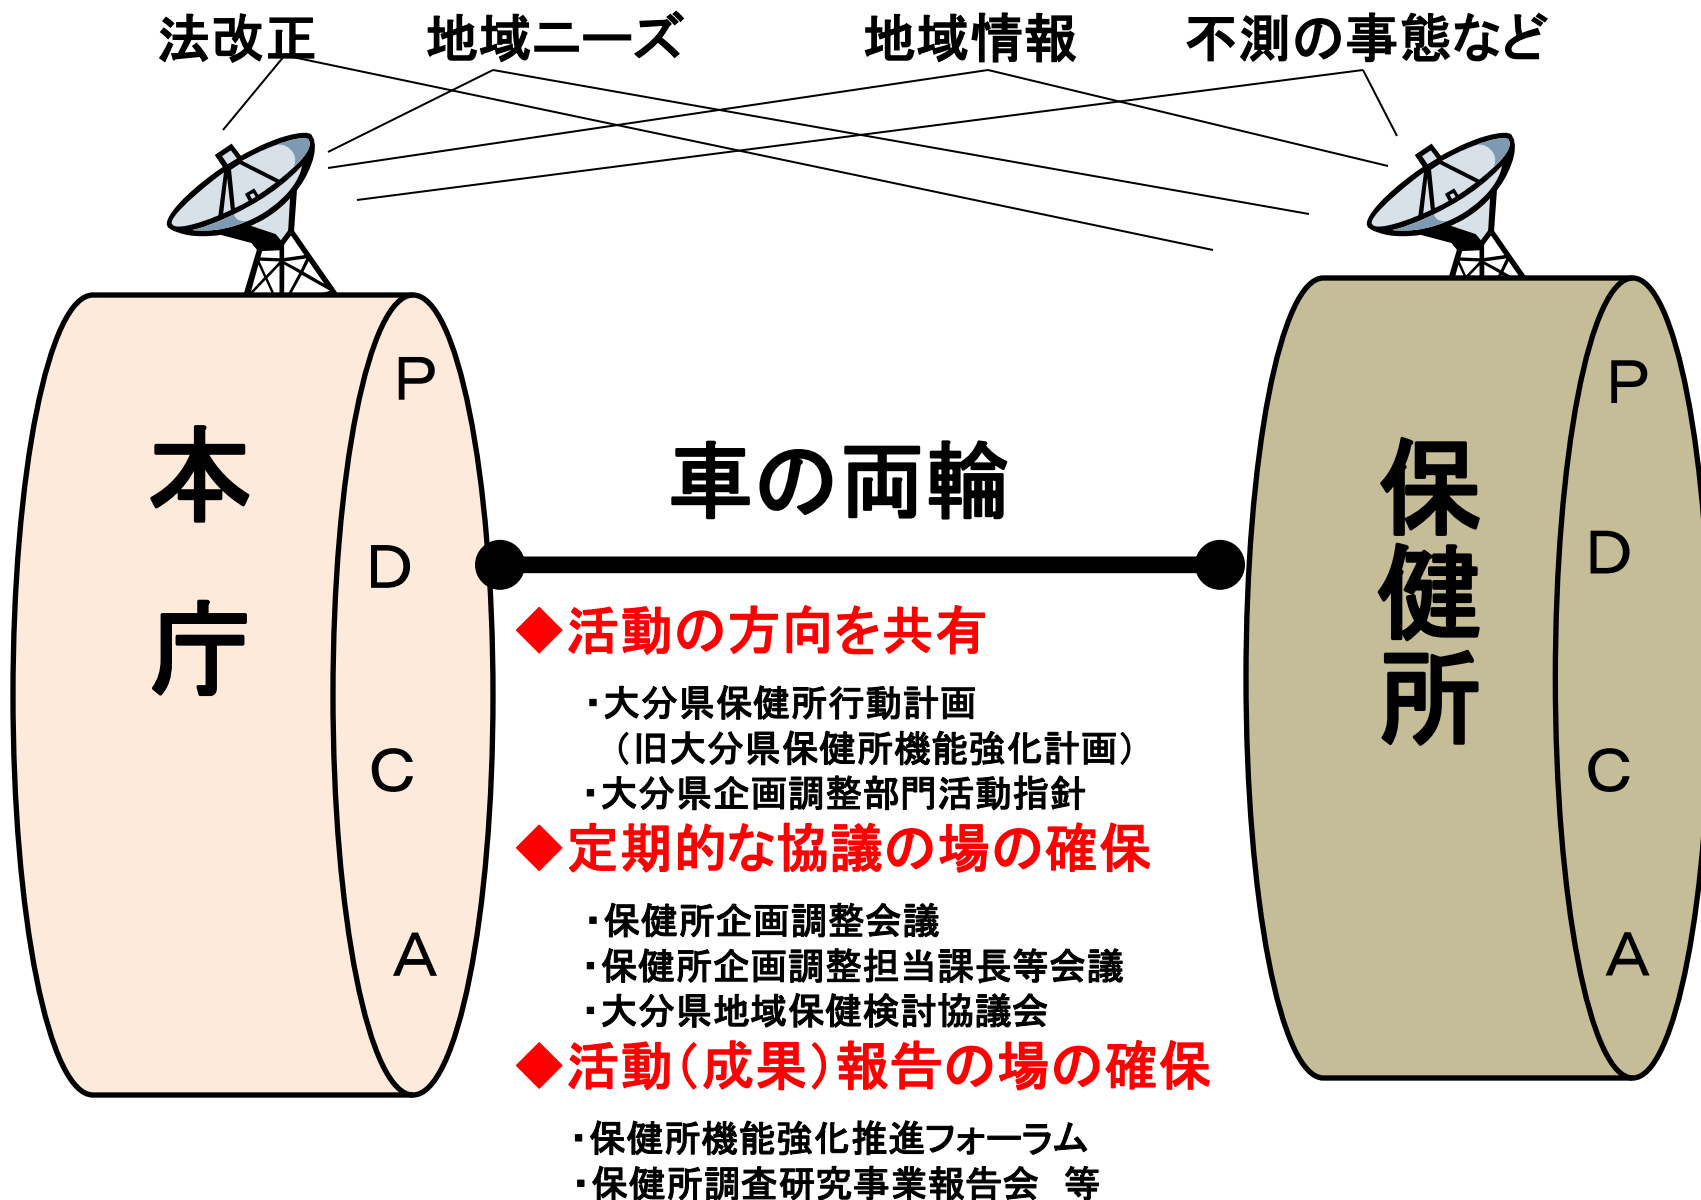 法改正　地域ニーズ　地域情報　不測の事態など
本庁
P
D
C
A
車の両輪
◆活動の方向を共有
・大分県保健所行動計画
（旧大分県保健所機能強化計画）
・大分県企画調整部門活動指針
◆定期的な協議の場の確保
・保健所企画調整会議
・保健所企画調整担当課長等会議
・大分県地域保健検討協議会
◆活動（成果）報告の場の確保
・保健所機能強化推進フォーラム
・保健所調査研究事業報告会　等
保健所
P
D
C
A